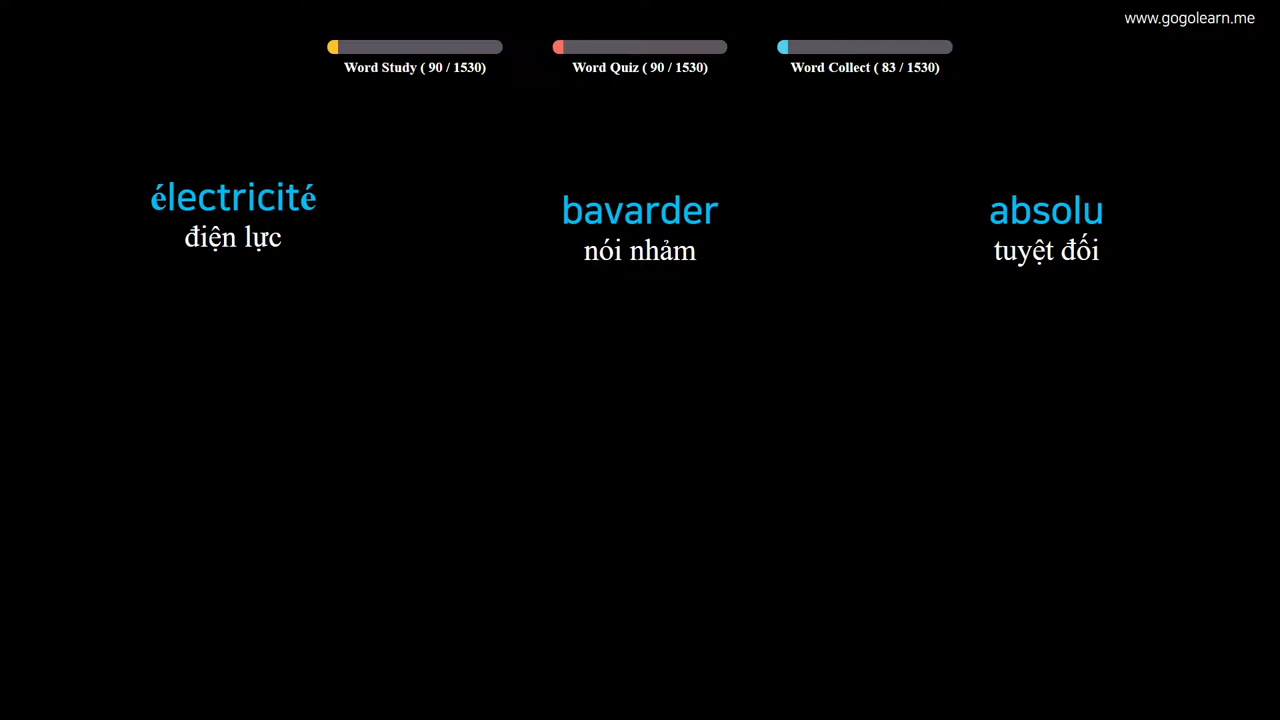 www.gogolearn.me
Word Study ( 90 / 1530)
Word Quiz ( 90 / 1530)
Word Collect ( 83 / 1530)
électricité
điện lực
bavarder
nói nhảm
absolu
tuyệt đối